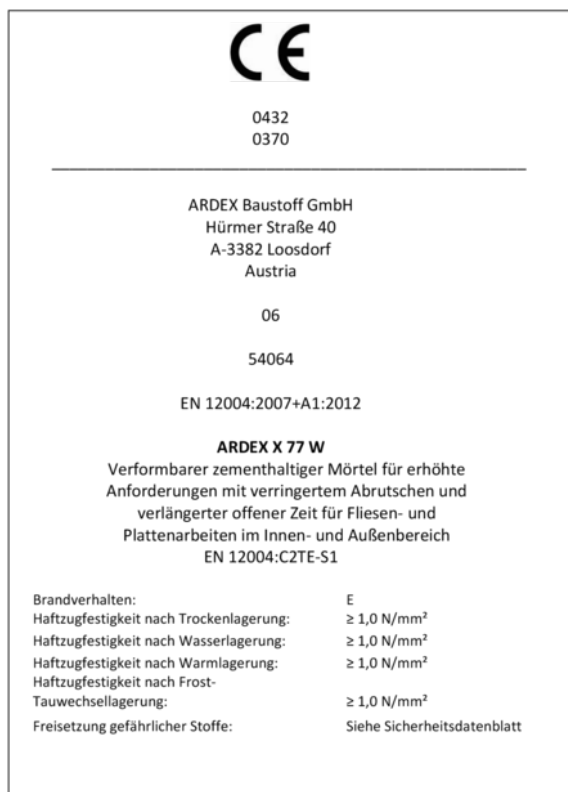 CE
0432
0370
ARDEX Baustoff GmbH
Hürmer Straße 40
A-3382 Loosdorf
Austria
06
54064
EN 12004:2007+A1:2012
ARDEX X 77 W
Verformbarer zementhaltiger Mörtel für erhöhte
Anforderungen mit verringertem Abrutschen und
verlängerter offener Zeit für Fliesen- und
Plattenarbeiten im Innen- und Außenbereich
EN 12004:C2TE-S1
Brandverhalten: E
Haftzugfestigkeit nach Trockenlagerung: ≥ 1,0 N/mm²
Haftzugfestigkeit nach Wasserlagerung: ≥ 1,0 N/mm²
Haftzugfestigkeit nach Warmlagerung: ≥ 1,0 N/mm²
Haftzugfestigkeit nach Frost-
Tauwechsellagerung: ≥ 1,0 N/mm²
Freisetzung gefährlicher Stoffe: Siehe Sicherheitsdatenblatt